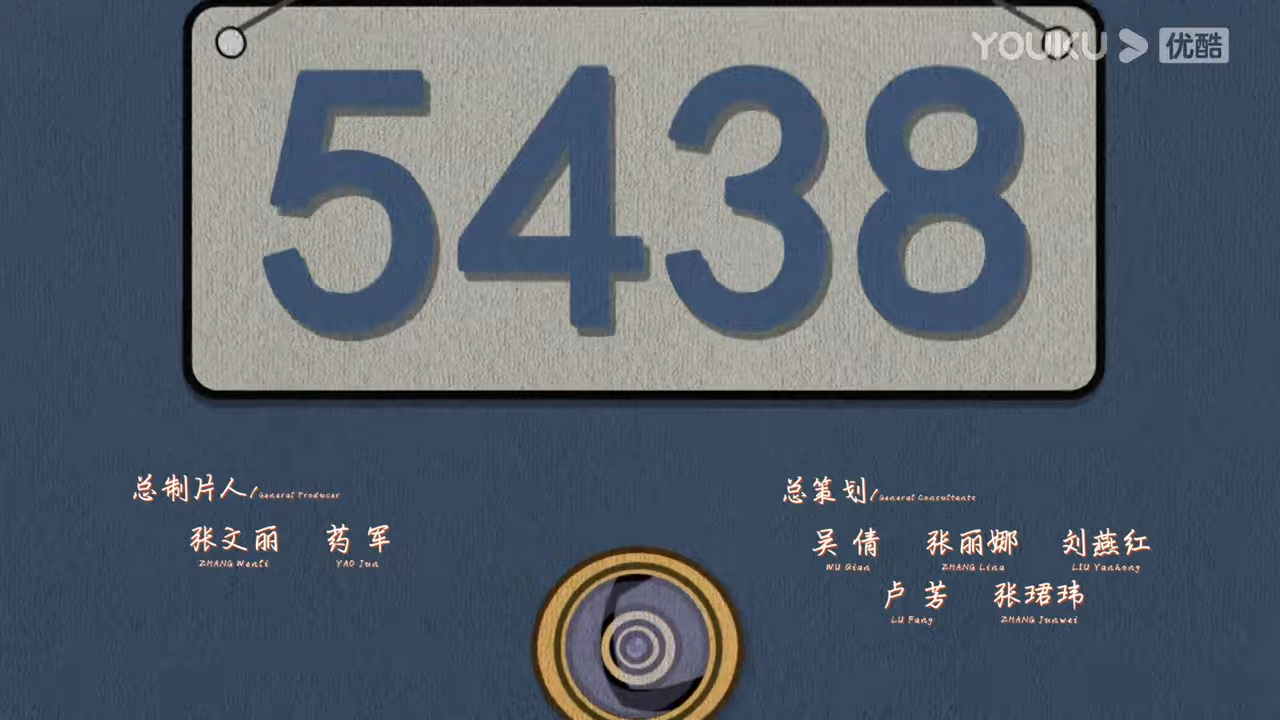 5438
YOUKU 优酷
总制片人/General Producer
张文丽 药军
ZHANG Wenli YAO Jun
总策划/General Consultants
吴倩 张丽娜 刘燕红
WU Qian ZHANG Lina LIU Yanhong
卢芳 张珺玮
LU Fang ZHANG Junwei